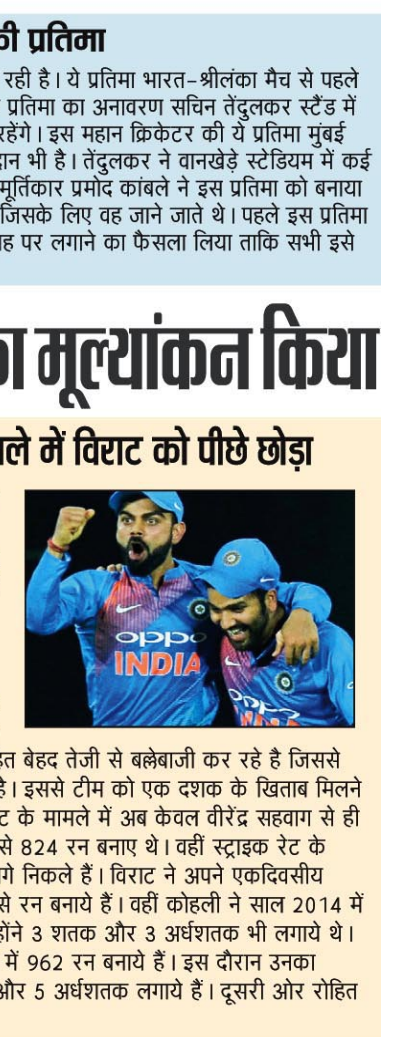 की प्रतिमा
रही है। ये प्रतिमा भारत-श्रीलंका मैच से पहले
प्रतिमा का अनावरण सचिन तेंदुलकर स्टैंड में
रहेंगे। इस महान क्रिकेटर की ये प्रतिमा मुंबई
दान भी है। तेंदुलकर ने वानखेड़े स्टेडियम में कई
मूर्तिकार प्रमोद कांबले ने इस प्रतिमा को बनाया
जिसके लिए वह जाने जाते थे। पहले इस प्रतिमा
ह पर लगाने का फैसला लिया ताकि सभी इसे
का मूल्यांकन किया
ले में विराट को पीछे छोड़ा
oppo
INDIA
oppo
इत बेहद तेजी से बल्लेबाजी कर रहे है जिससे
है। इससे टीम को एक दशक के खिताब मिलने
ट के मामले में अब केवल वीरेंद्र सहवाग से ही
से 824 रन बनाए थे। वहीं स्ट्राइक रेट के
गे निकले हैं। विराट ने अपने एकदिवसीय
से रन बनाये हैं। वहीं कोहली ने साल 2014 में
होंने 3 शतक और 3 अर्धशतक भी लगाये थे।
में 962 रन बनाये हैं। इस दौरान उनका
और 5 अर्धशतक लगाये हैं। दूसरी ओर रोहित